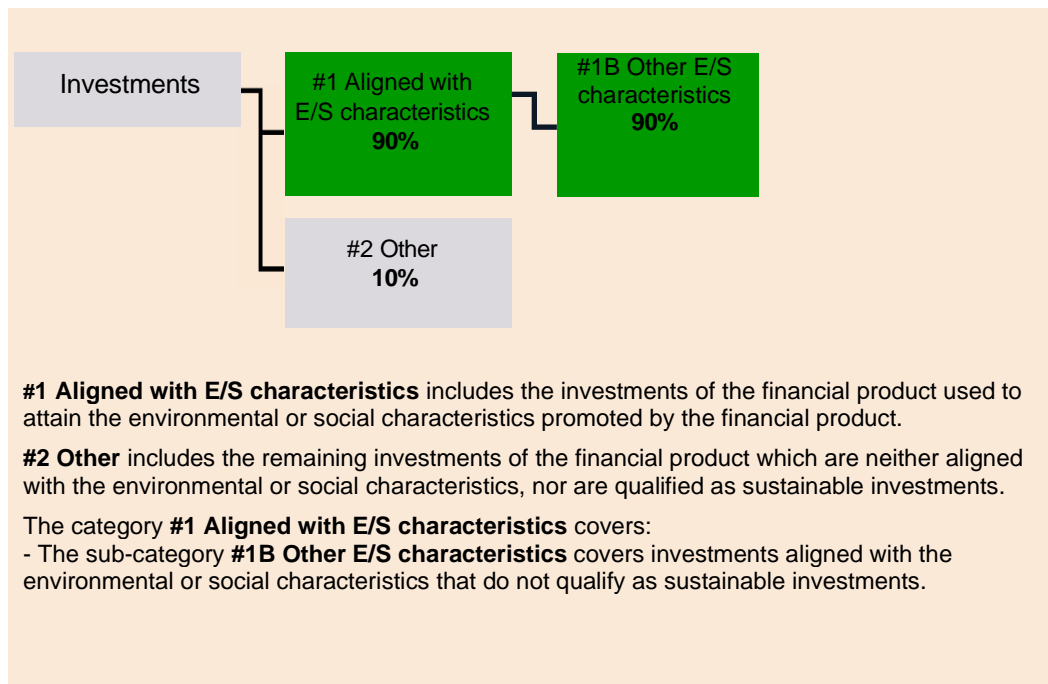 Investments
#1 Aligned with
E/S characteristics
90%
#1B Other E/S
characteristics
90%
#2 Other
10%
#1 Aligned with E/S characteristics includes the investments of the financial product used to
attain the environmental or social characteristics promoted by the financial product.
#2 Other includes the remaining investments of the financial product which are neither aligned
with the environmental or social characteristics, nor are qualified as sustainable investments.
The category #1 Aligned with E/S characteristics covers:
- The sub-category #1B Other E/S characteristics covers investments aligned with the
environmental or social characteristics that do not qualify as sustainable investments.